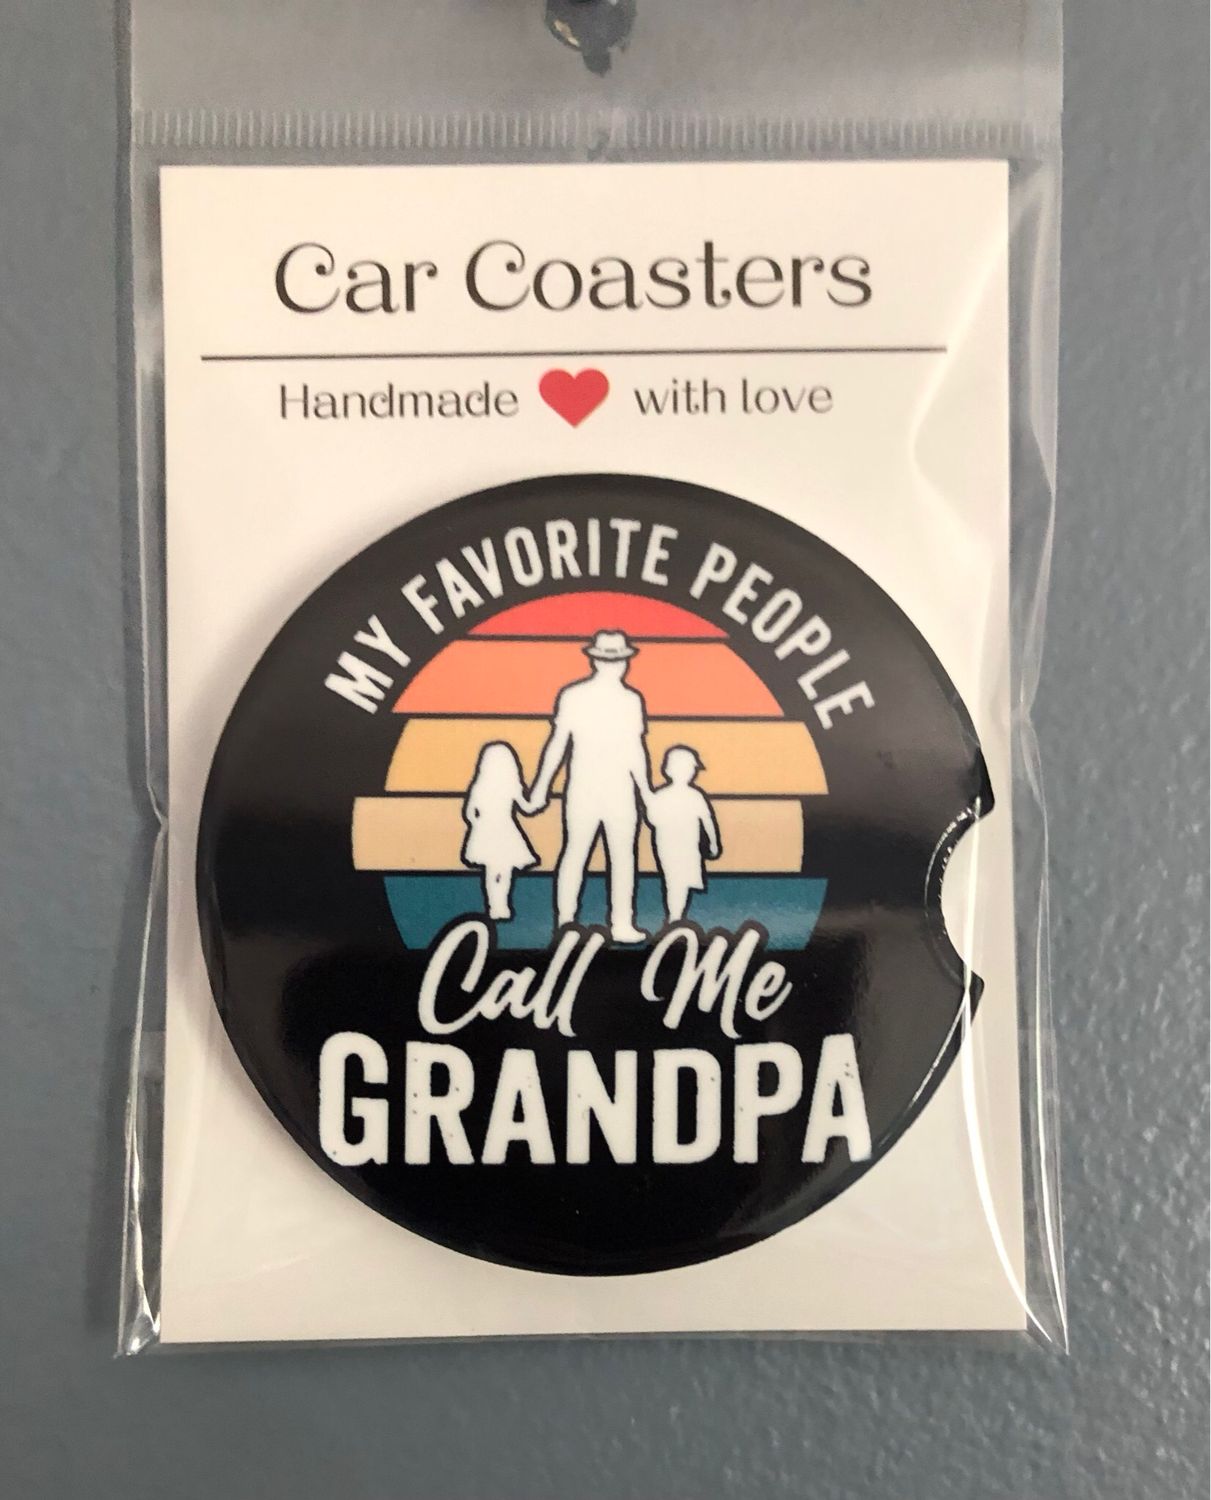 Car Coasters
Handmade with love
MY FAVORITE PEOPLE
Call Me
GRANDPA